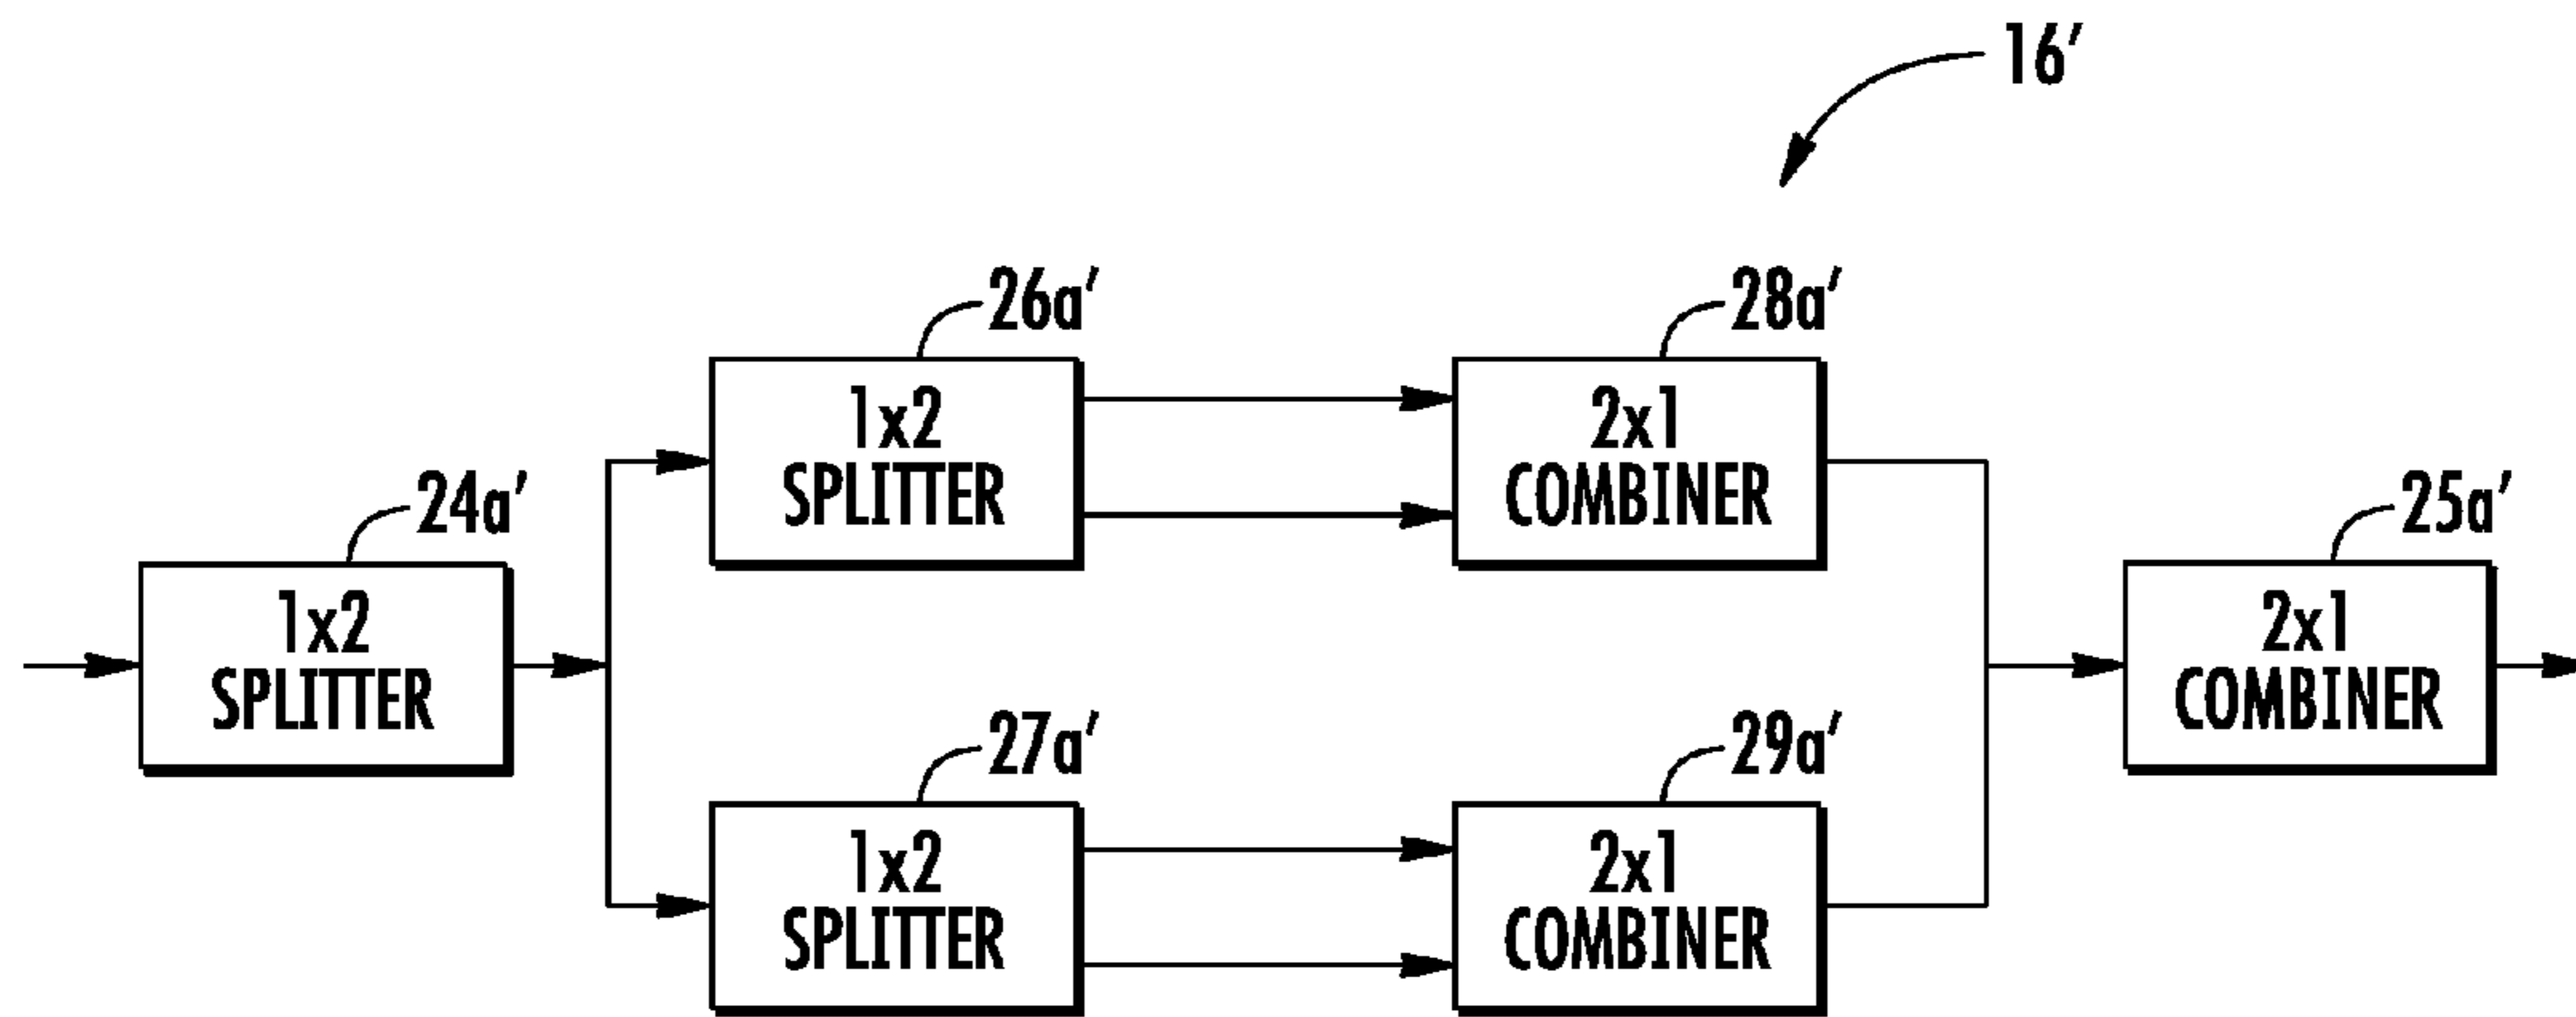 16′
26a′
28a′
1x2
SPLITTER
2x1
COMBINER
24a′
25a′
1x2
SPLITTER
2x1
COMBINER
27a′
29a′
1x2
SPLITTER
2x1
COMBINER